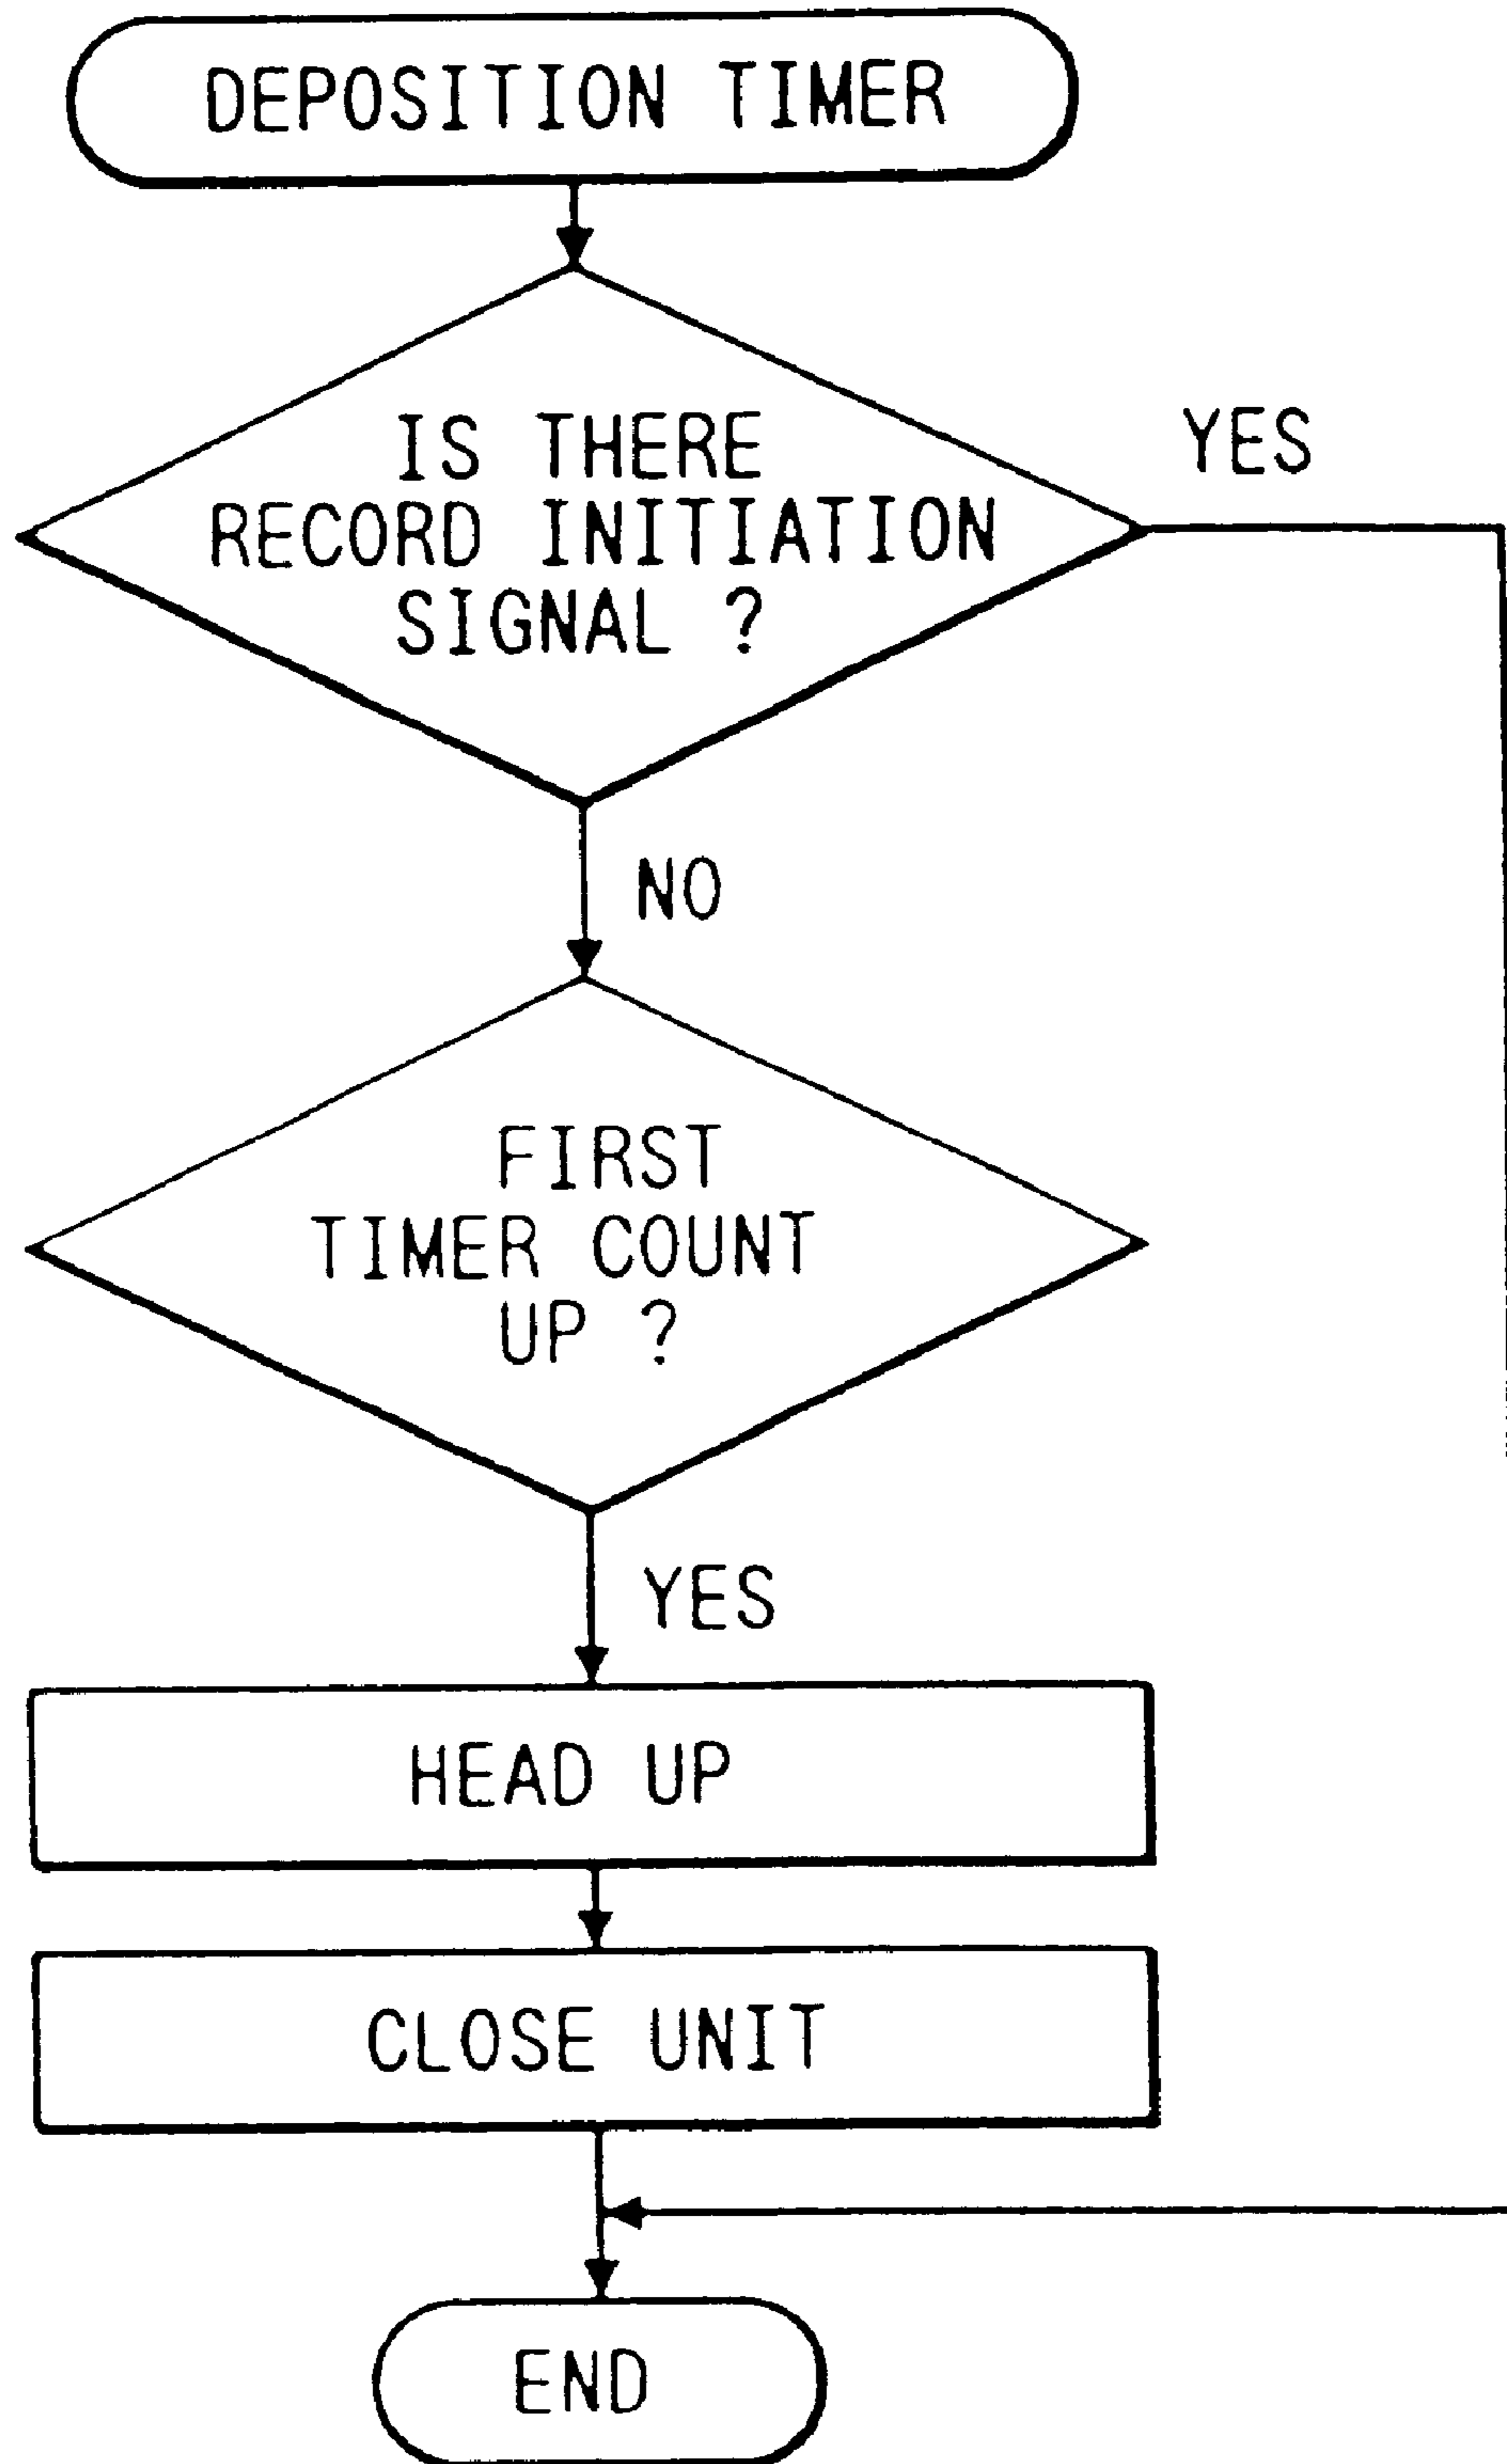 DEPOSITION TIMER
IS THERE
RECORD INITIATION
SIGNAL ?
YES
NO
FIRST
TIMER COUNT
UP ?
YES
HEAD UP
CLOSE UNIT
END